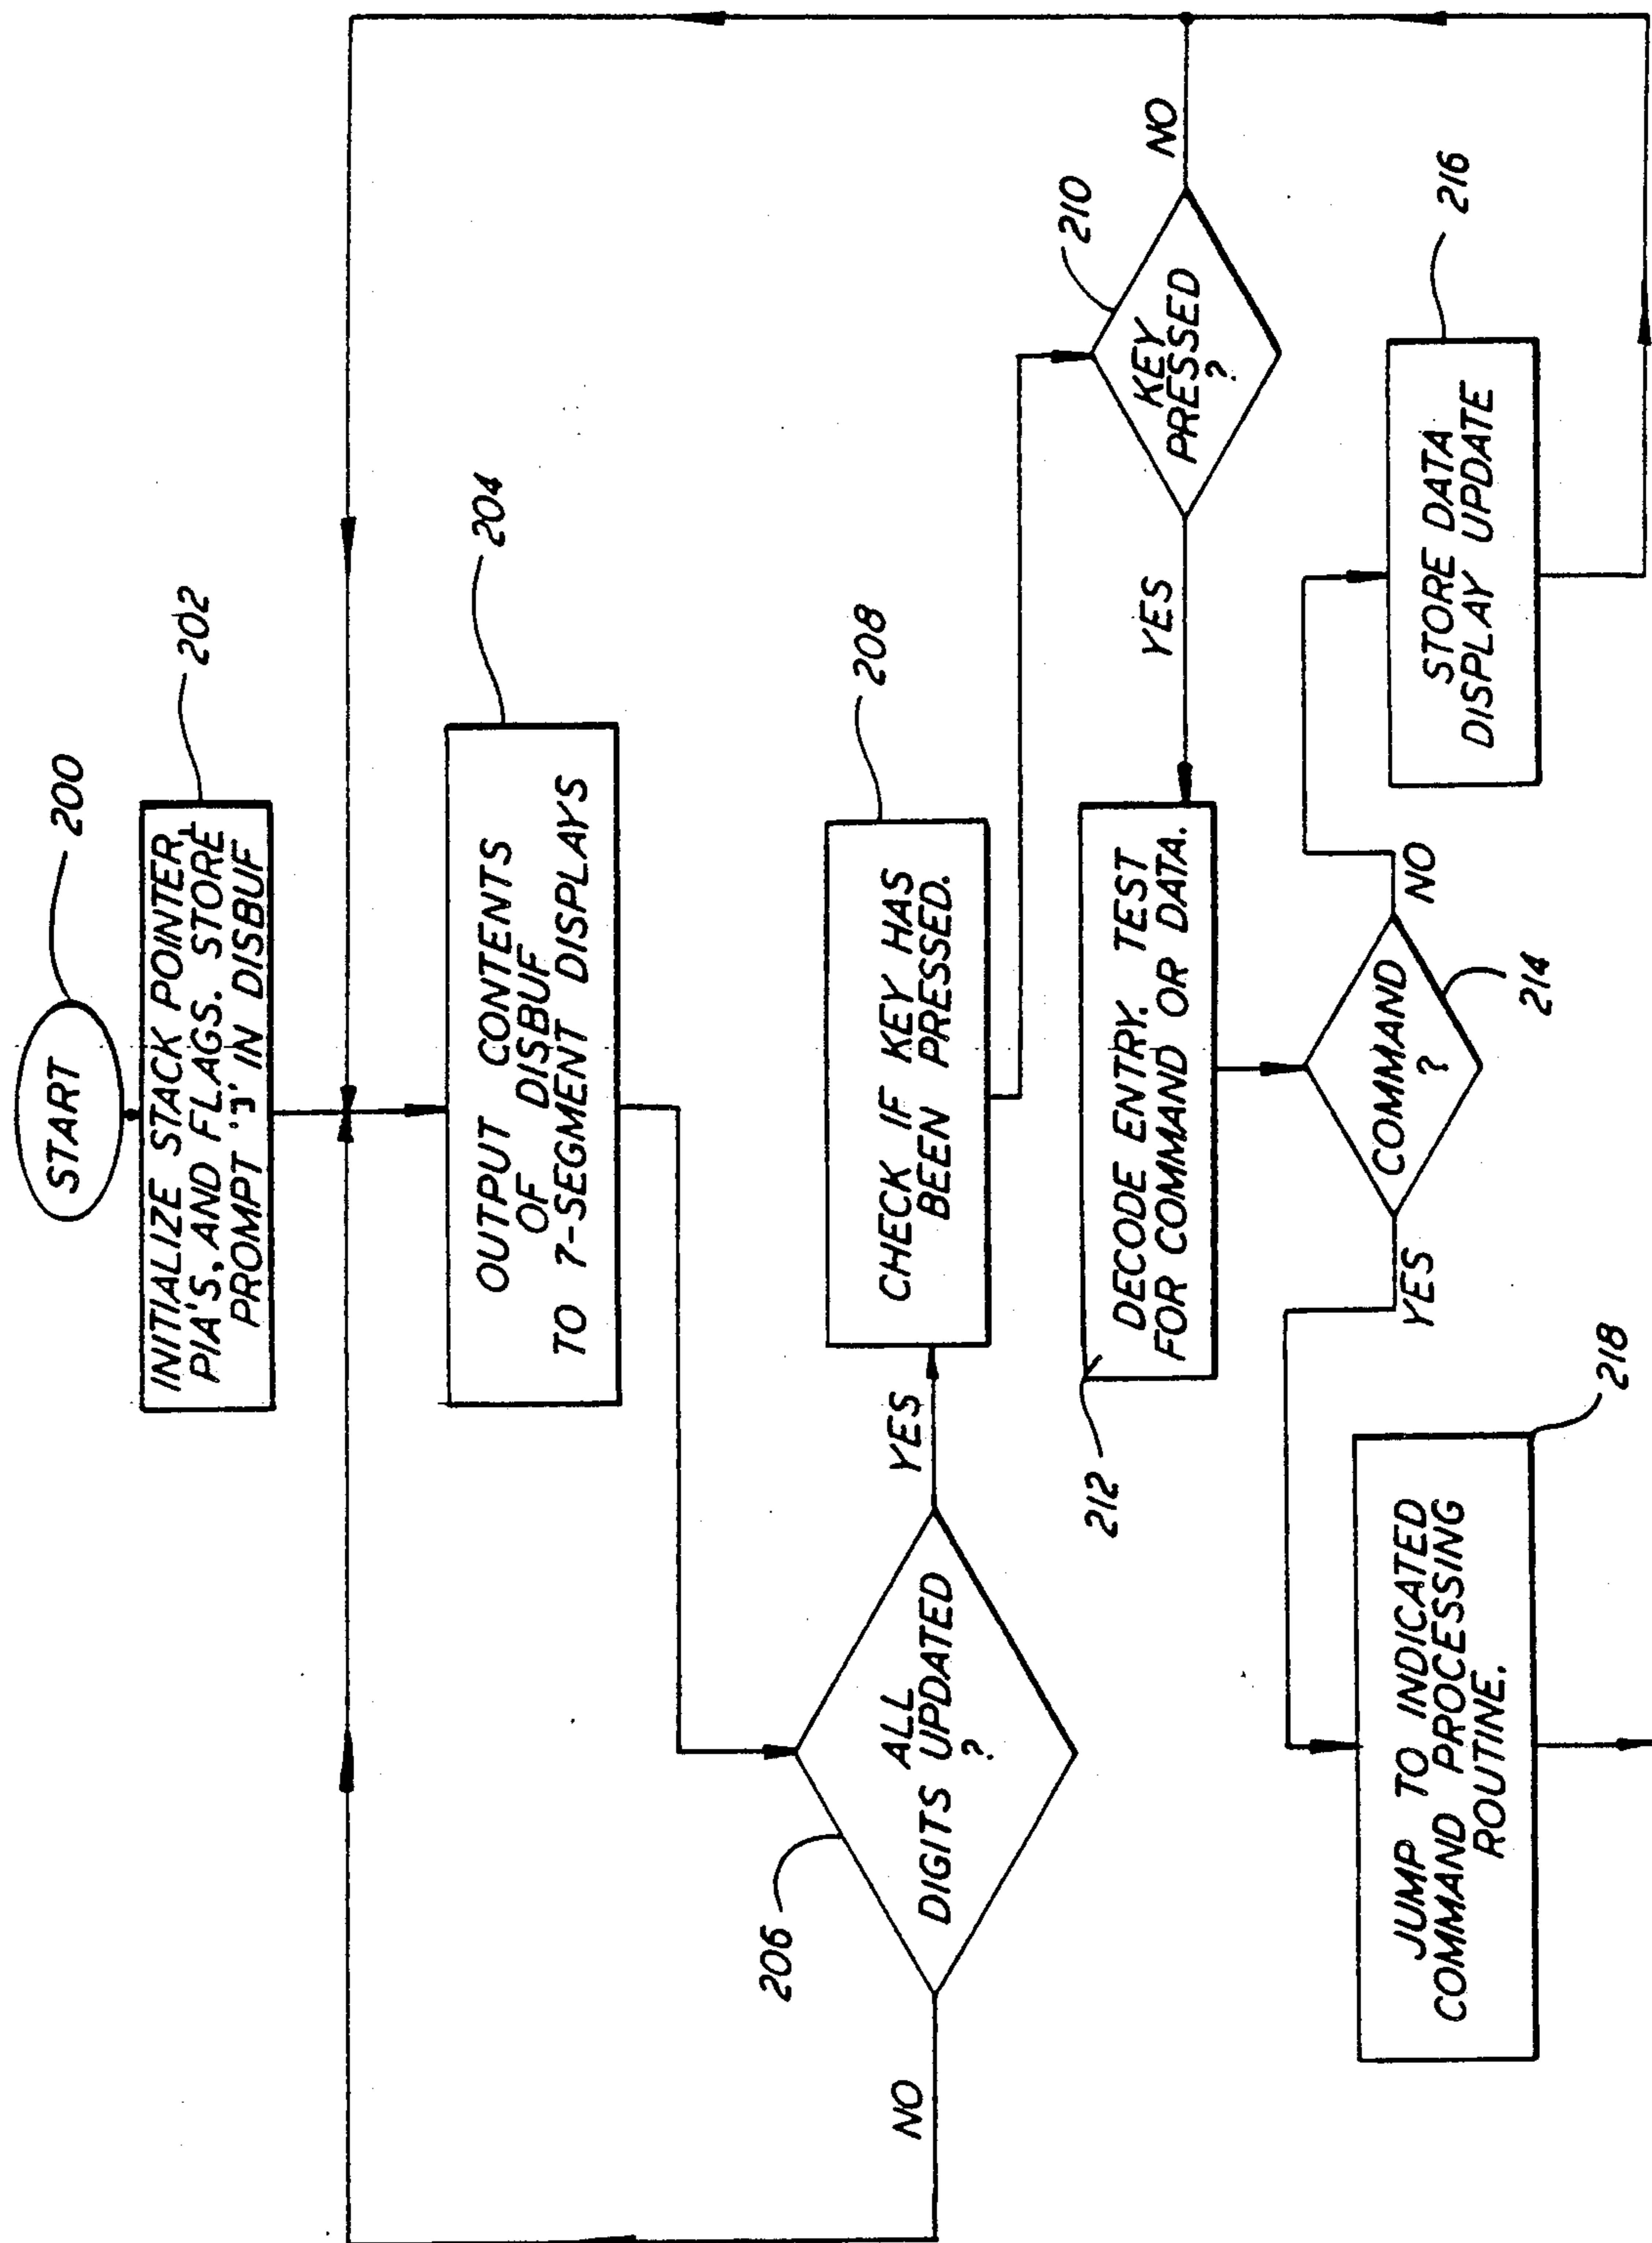 200
START
202
INITIALIZE STACK POINTER,
PIA'S, AND FLAGS. STORE
PROMPT IN DISBUF
204
OUTPUT CONTENTS
OF DISBUF
TO 7-SEGMENT DISPLAYS
206
ALL
DIGITS UPDATED
?
NO
YES
208
CHECK IF KEY HAS
BEEN PRESSED.
210
KEY
PRESSED
?
NO
YES
212
DECODE ENTRY. TEST
FOR COMMAND OR DATA.
214
COMMAND
?
YES
NO
216
STORE DATA
DISPLAY UPDATE
218
JUMP TO INDICATED
COMMAND PROCESSING
ROUTINE.